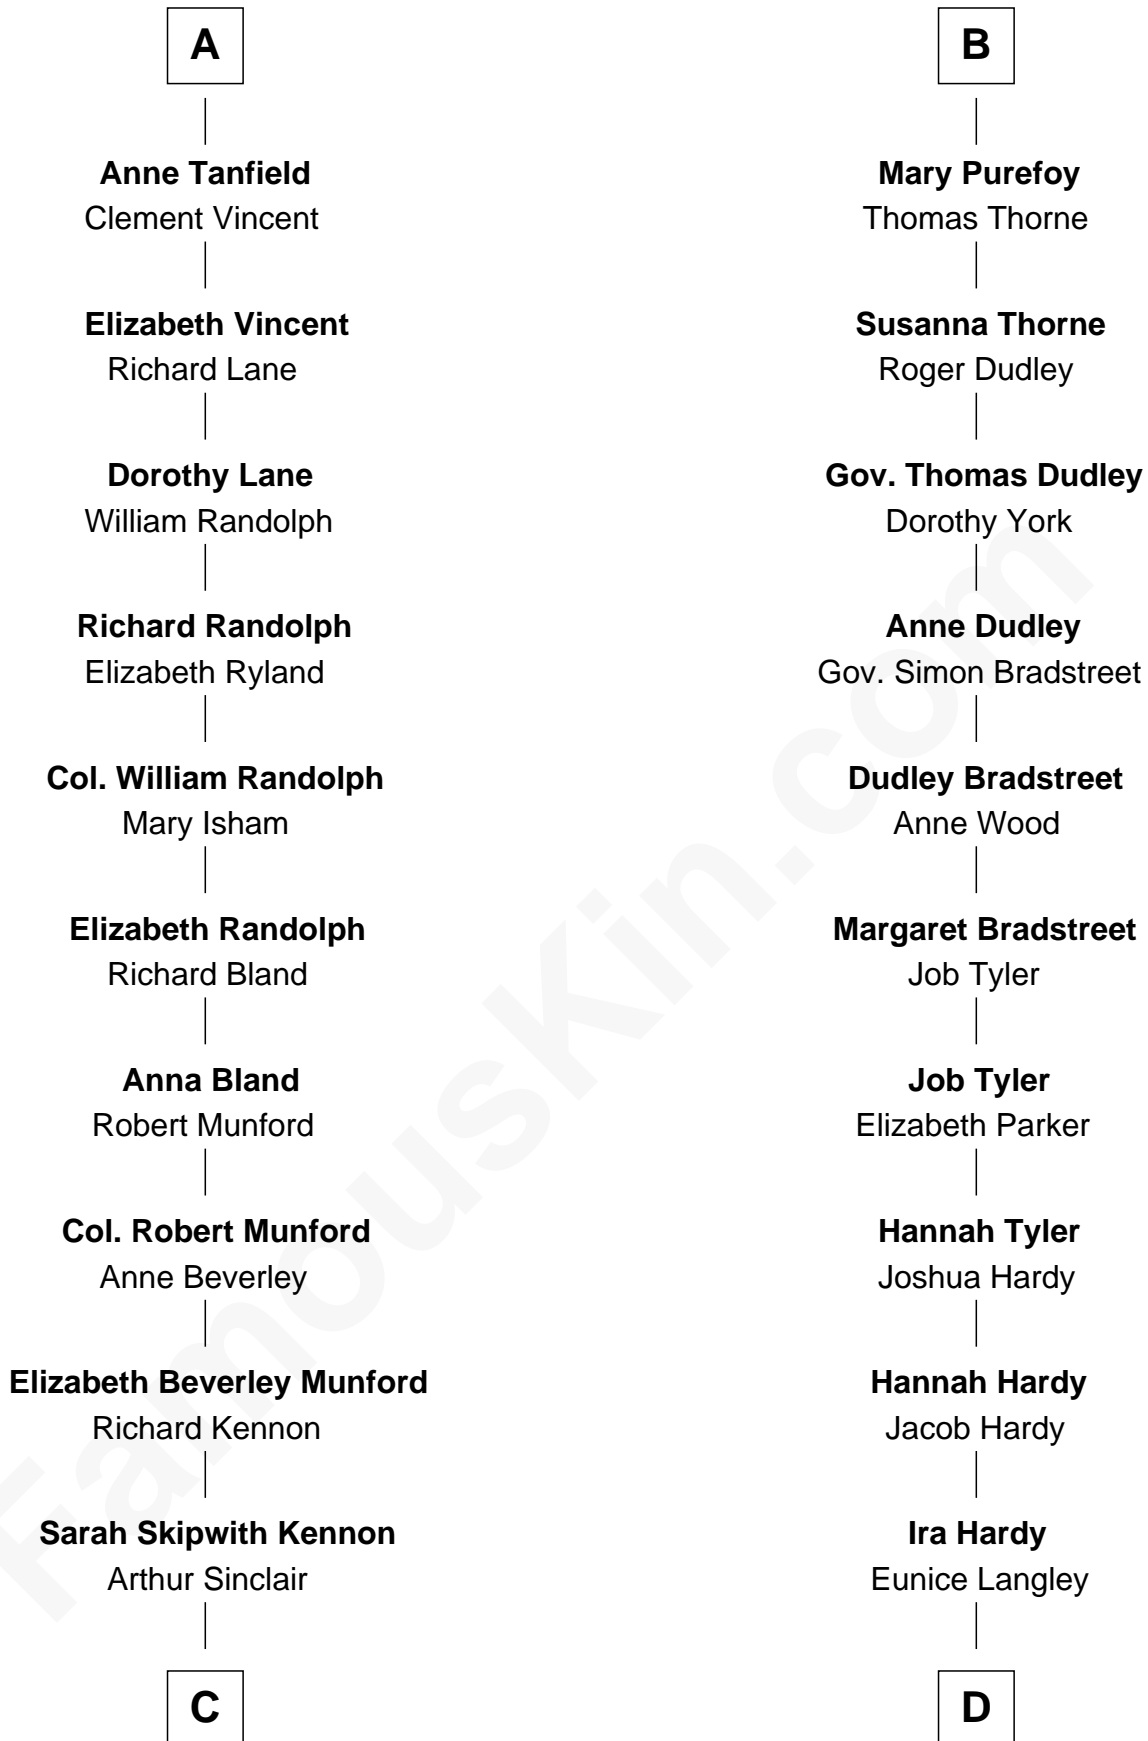 A
Anne Tanfield
Clement Vincent
Elizabeth Vincent
Richard Lane
Dorothy Lane
William Randolph
Richard Randolph
Elizabeth Ryland
Col. William Randolph
Mary Isham
Elizabeth Randolph
Richard Bland
Anna Bland
Robert Munford
Col. Robert Munford
Anne Beverley
Elizabeth Beverley Munford
Richard Kennon
Sarah Skipwith Kennon
Arthur Sinclair
C
B
Mary Purefoy
Thomas Thorne
Susanna Thorne
Roger Dudley
Gov. Thomas Dudley
Dorothy York
Anne Dudley
Gov. Simon Bradstreet
Dudley Bradstreet
Anne Wood
Margaret Bradstreet
Job Tyler
Job Tyler
Elizabeth Parker
Hannah Tyler
Joshua Hardy
Hannah Hardy
Jacob Hardy
Ira Hardy
Eunice Langley
D
FamousKin.com